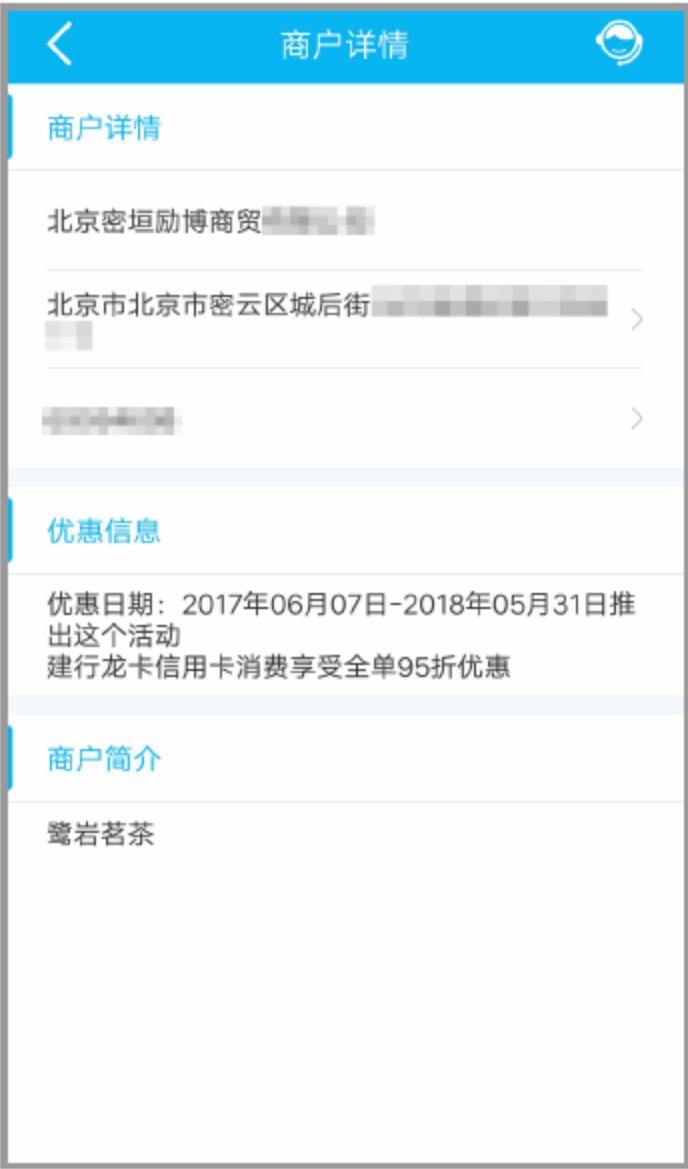 商户详情
商户详情
北京密垣励博商贸
北京市北京市密云区城后街
优惠信息
优惠日期：2017年06月07日-2018年05月31日推
出这个活动
建行龙卡信用卡消费享受全单95折优惠
商户简介
鹭岩茗茶